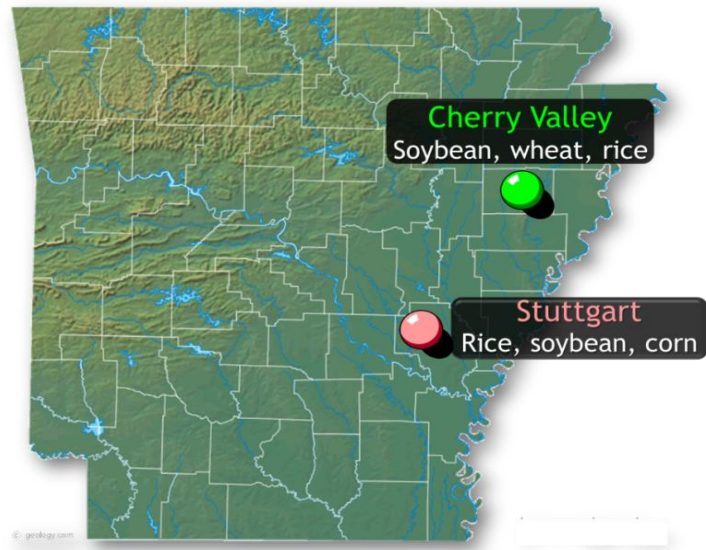 Cherry Valley
Soybean, wheat, rice
Stuttgart
Rice, soybean, corn
© geology.com